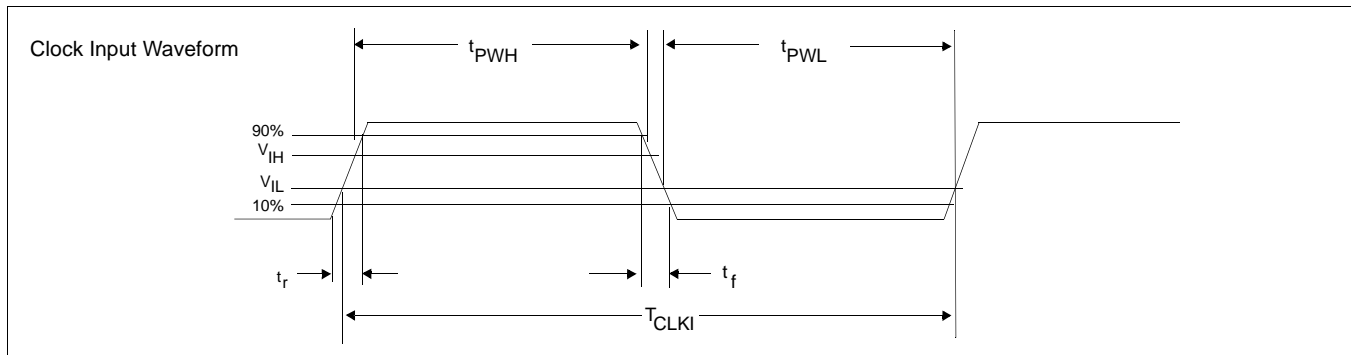 Clock Input Waveform
tPWH
tPWL
90%
VIH
VIL
10%
tr
tf
TCLKI